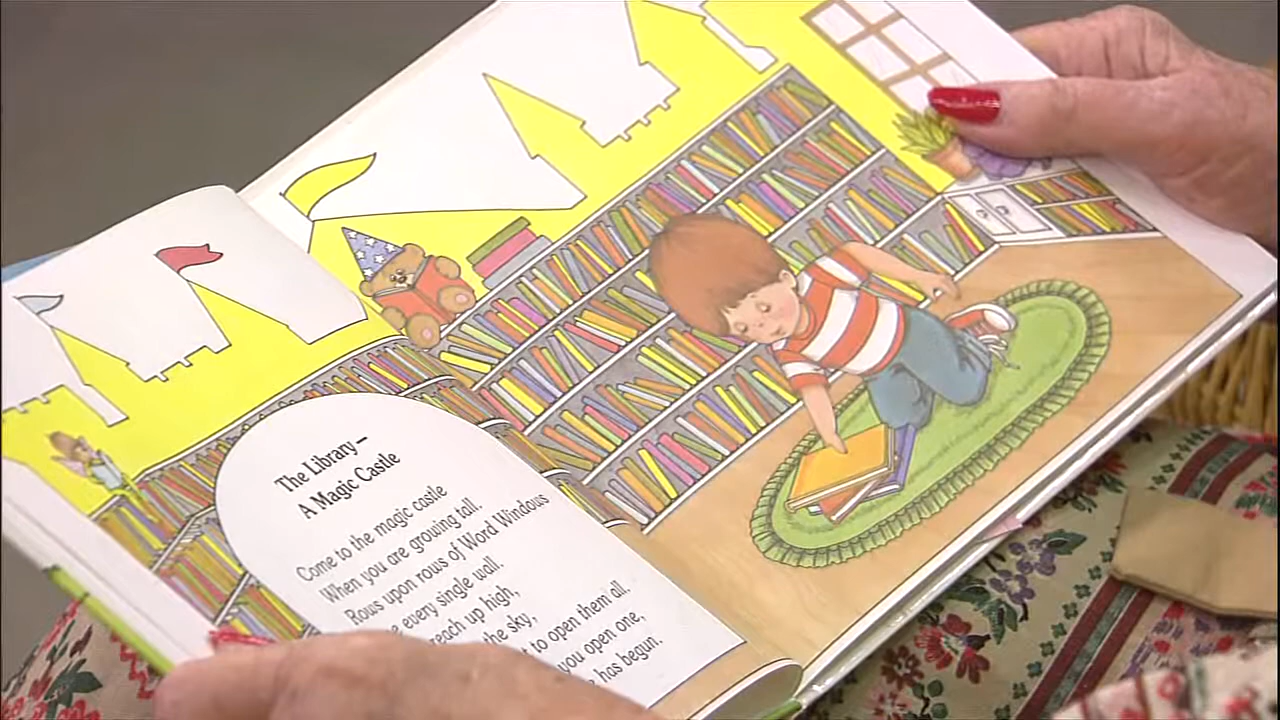 The Library—
A Magic Castle
Come to the magic castle
When you are growing tall.
Rows upon rows of Word Windows
every single wall.
reach up high,
the sky,
to open them all.
you open one,
has begun.